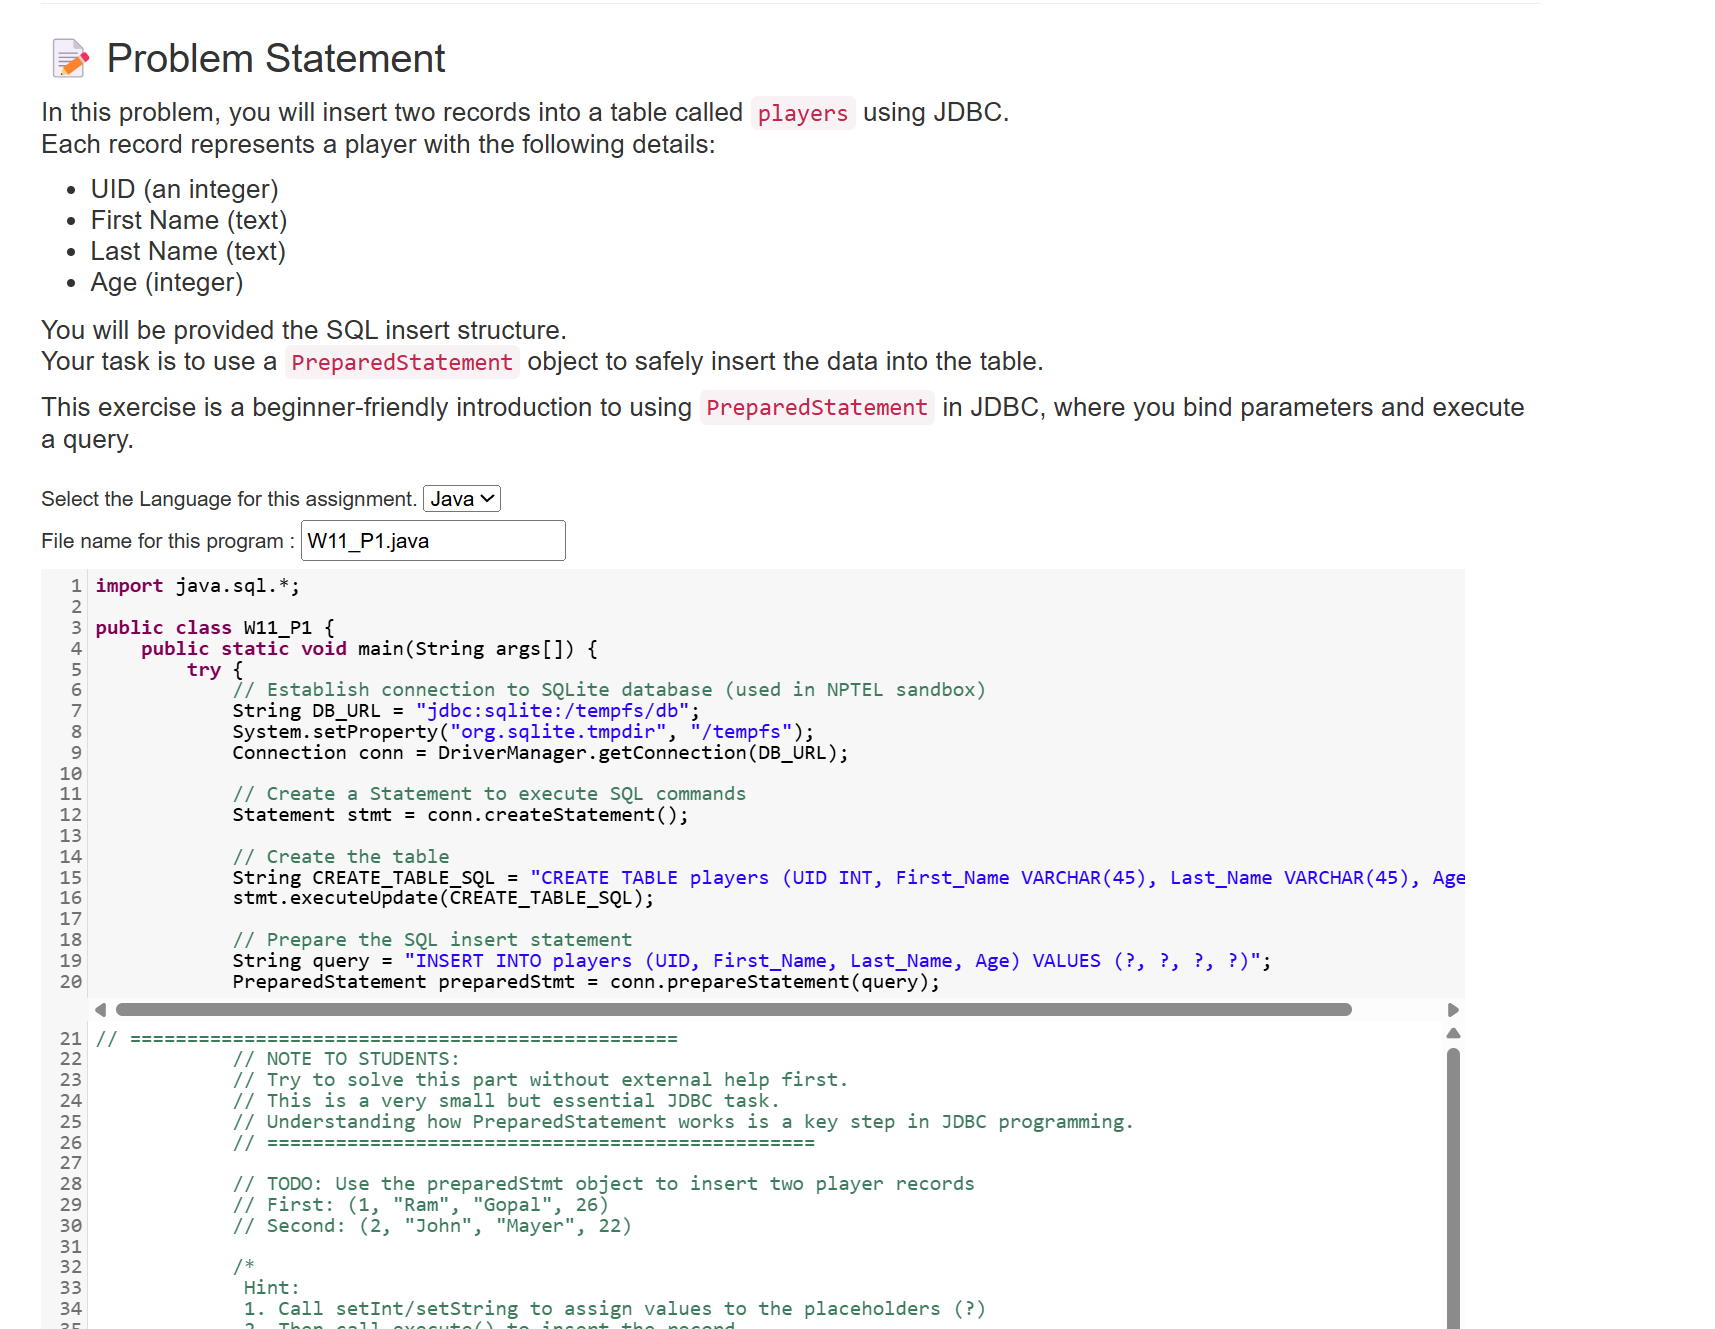 Problem Statement
In this problem, you will insert two records into a table called players using JDBC.
Each record represents a player with the following details:
• UID (an integer)
• First Name (text)
• Last Name (text)
• Age (integer)
You will be provided the SQL insert structure.
Your task is to use a PreparedStatement object to safely insert the data into the table.
This exercise is a beginner-friendly introduction to using PreparedStatement in JDBC, where you bind parameters and execute
a query.
Select the Language for this assignment. Java
File name for this program : W11_P1.java
1 import java.sql.*;
2
3 public class W11_P1 {
4     public static void main(String args[]) {
5         try {
6             // Establish connection to SQLite database (used in NPTEL sandbox)
7             String DB_URL = "jdbc:sqlite:/tempfs/db";
8             System.setProperty("org.sqlite.tmpdir", "/tempfs");
9             Connection conn = DriverManager.getConnection(DB_URL);
10
11             // Create a Statement to execute SQL commands
12             Statement stmt = conn.createStatement();
13
14             // Create the table
15             String CREATE_TABLE_SQL = "CREATE TABLE players (UID INT, First_Name VARCHAR(45), Last_Name VARCHAR(45), Age
16             stmt.executeUpdate(CREATE_TABLE_SQL);
17
18             // Prepare the SQL insert statement
19             String query = "INSERT INTO players (UID, First_Name, Last_Name, Age) VALUES (?, ?, ?, ?)";
20             PreparedStatement preparedStmt = conn.prepareStatement(query);
21 // ================================================
22             // NOTE TO STUDENTS:
23             // Try to solve this part without external help first.
24             // This is a very small but essential JDBC task.
25             // Understanding how PreparedStatement works is a key step in JDBC programming.
26             // ================================================
27
28             // TODO: Use the preparedStmt object to insert two player records
29             // First: (1, "Ram", "Gopal", 26)
30             // Second: (2, "John", "Mayer", 22)
31
32             /*
33              Hint:
34              1. Call setInt/setString to assign values to the placeholders (?)
35              2. Then call execute() to insert the record